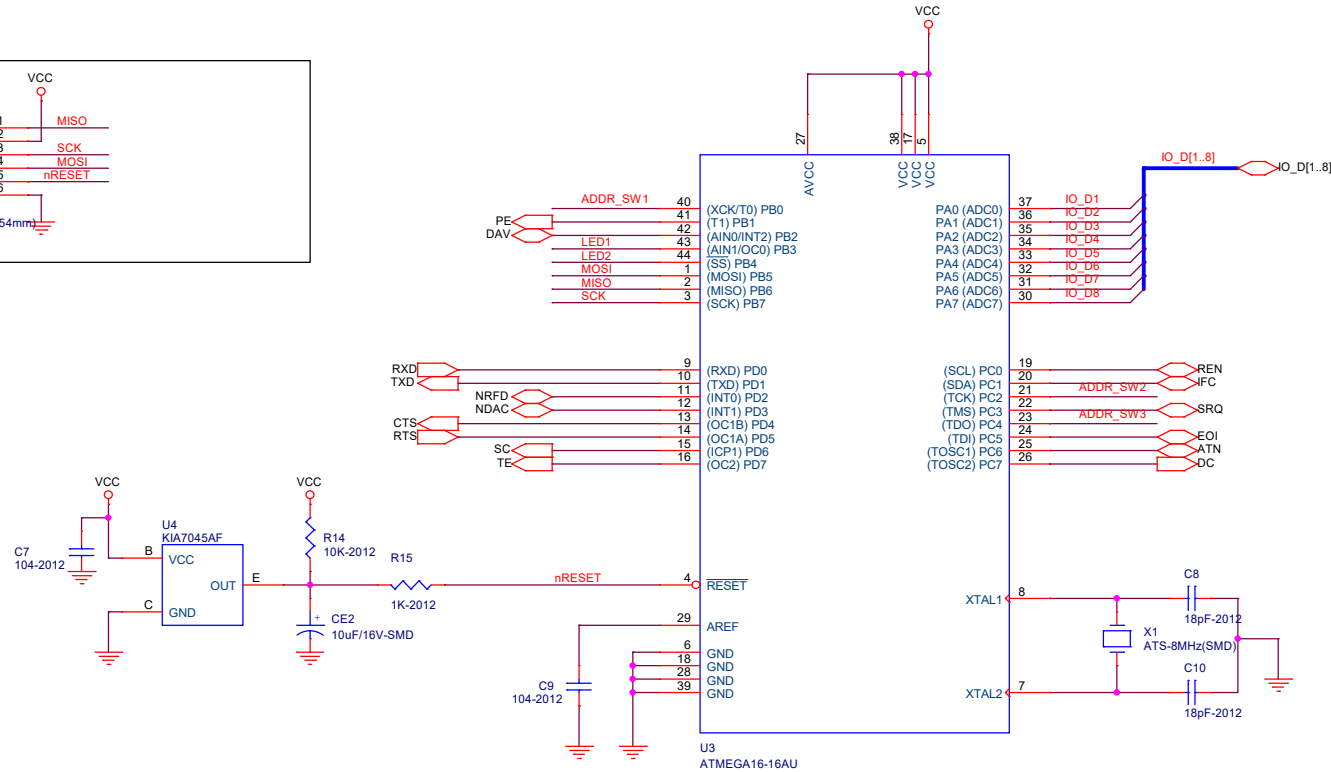 VCC
VCC
1 MISO
2
3 SCK
4 MOSI
5 nRESET
6
54mm)
27
38
17
5
AVCC
VCC
VCC
VCC
IO_D[1..8]
IO_D[1..8]
ADDR_SW1 40 (XCK/T0) PB0
PE 41 (T1) PB1
DAV 42 (AIN0/INT2) PB2
LED1 43 (AIN1/OC0) PB3
LED2 44 (SS) PB4
MOSI 1 (MOSI) PB5
MISO 2 (MISO) PB6
SCK 3 (SCK) PB7
PA0 (ADC0) 37 IO_D1
PA1 (ADC1) 36 IO_D2
PA2 (ADC2) 35 IO_D3
PA3 (ADC3) 34 IO_D4
PA4 (ADC4) 33 IO_D5
PA5 (ADC5) 32 IO_D6
PA6 (ADC6) 31 IO_D7
PA7 (ADC7) 30 IO_D8
RXD 9 (RXD) PD0
TXD 10 (TXD) PD1
NRFD 11 (INT0) PD2
NDAC 12 (INT1) PD3
CTS 13 (OC1B) PD4
RTS 14 (OC1A) PD5
SC 15 (ICP1) PD6
TE 16 (OC2) PD7
(SCL) PC0 19 REN
(SDA) PC1 20 IFC
(TCK) PC2 21 ADDR_SW2
(TMS) PC3 22 SRQ
(TDO) PC4 23 ADDR_SW3
(TDI) PC5 24 EOI
(TOSC1) PC6 25 ATN
(TOSC2) PC7 26 DC
VCC
VCC
C7
104-2012
U4
KIA7045AF
B VCC
OUT E
C GND
R14
10K-2012
R15
1K-2012
CE2
+
10uF/16V-SMD
nRESET 4 RESET
29 AREF
6 GND
18 GND
28 GND
39 GND
C9
104-2012
XTAL1 8
XTAL2 7
C8
18pF-2012
X1
ATS-8MHz(SMD)
C10
18pF-2012
U3
ATMEGA16-16AU